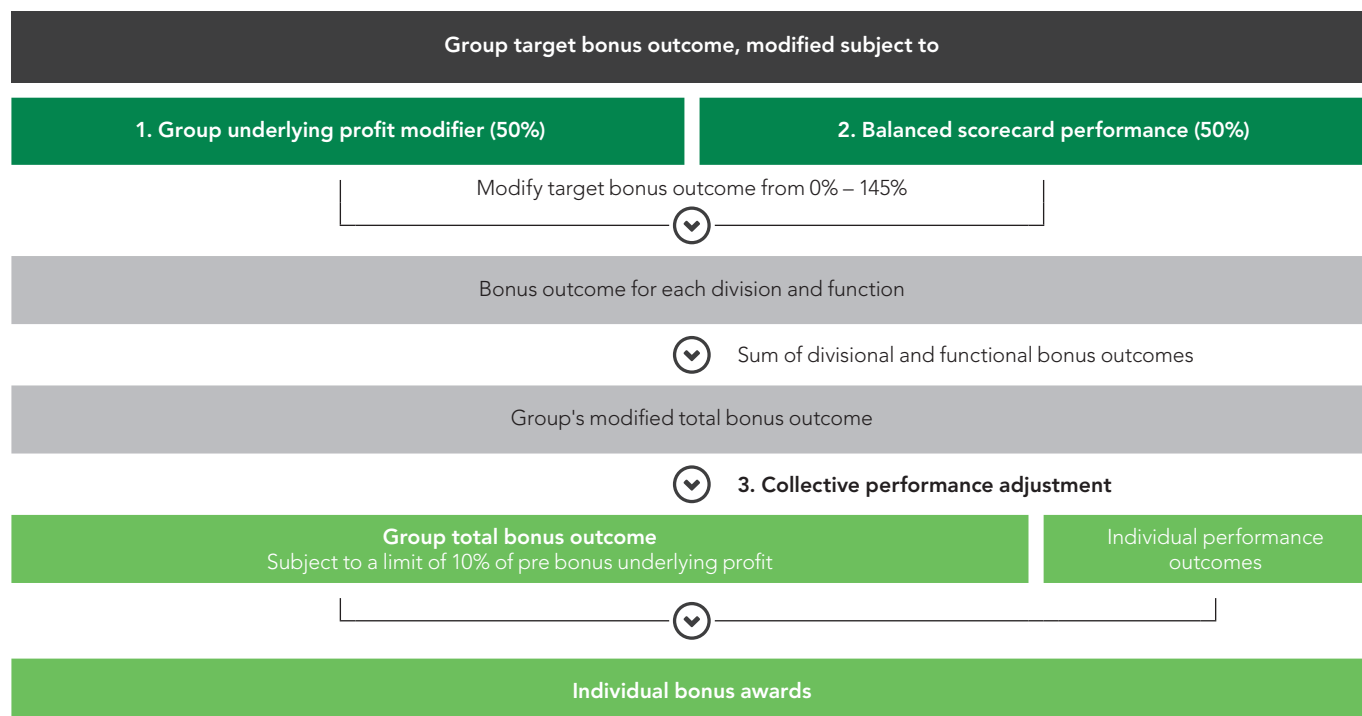 Group target bonus outcome, modified subject to
1. Group underlying profit modifier (50%)
2. Balanced scorecard performance (50%)
Modify target bonus outcome from 0% – 145%
Bonus outcome for each division and function
Sum of divisional and functional bonus outcomes
Group's modified total bonus outcome
3. Collective performance adjustment
Group total bonus outcome
Subject to a limit of 10% of pre bonus underlying profit
Individual performance
outcomes
Individual bonus awards